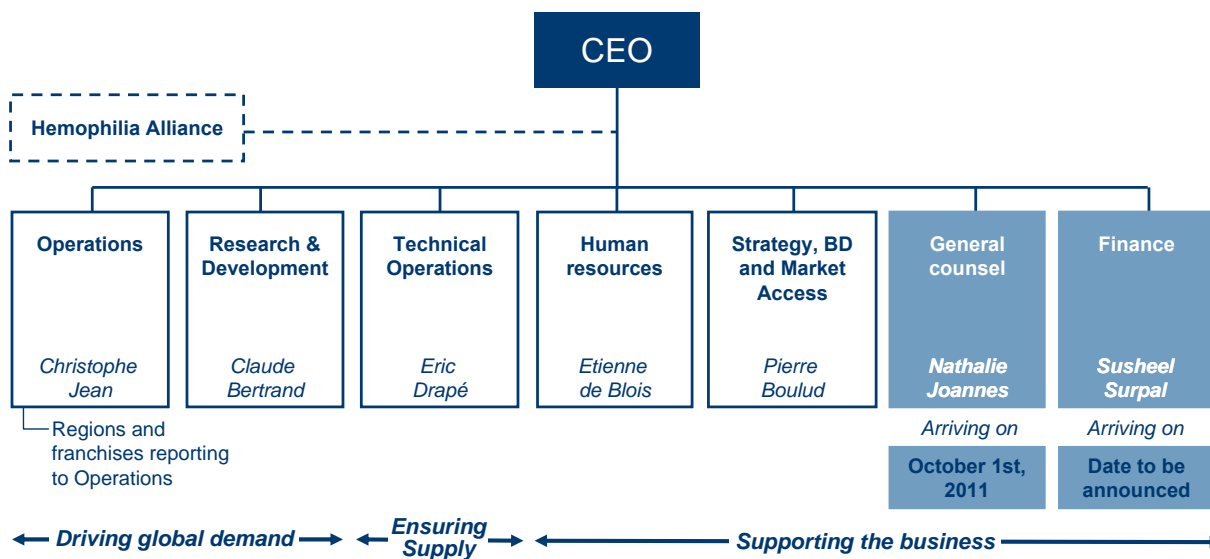 CEO
Hemophilia Alliance
Operations
Christophe
Jean
Research &
Development
Claude
Bertrand
Technical
Operations
Eric
Drapé
Human
resources
Etienne
de Blois
Strategy, BD
and Market
Access
Pierre
Boulud
General
counsel
Nathalie
Joannes
Finance
Susheel
Surpal
Regions and
franchises reporting
to Operations
Arriving on
October 1st,
2011
Arriving on
Date to be
announced
Driving global demand
Ensuring
Supply
Supporting the business